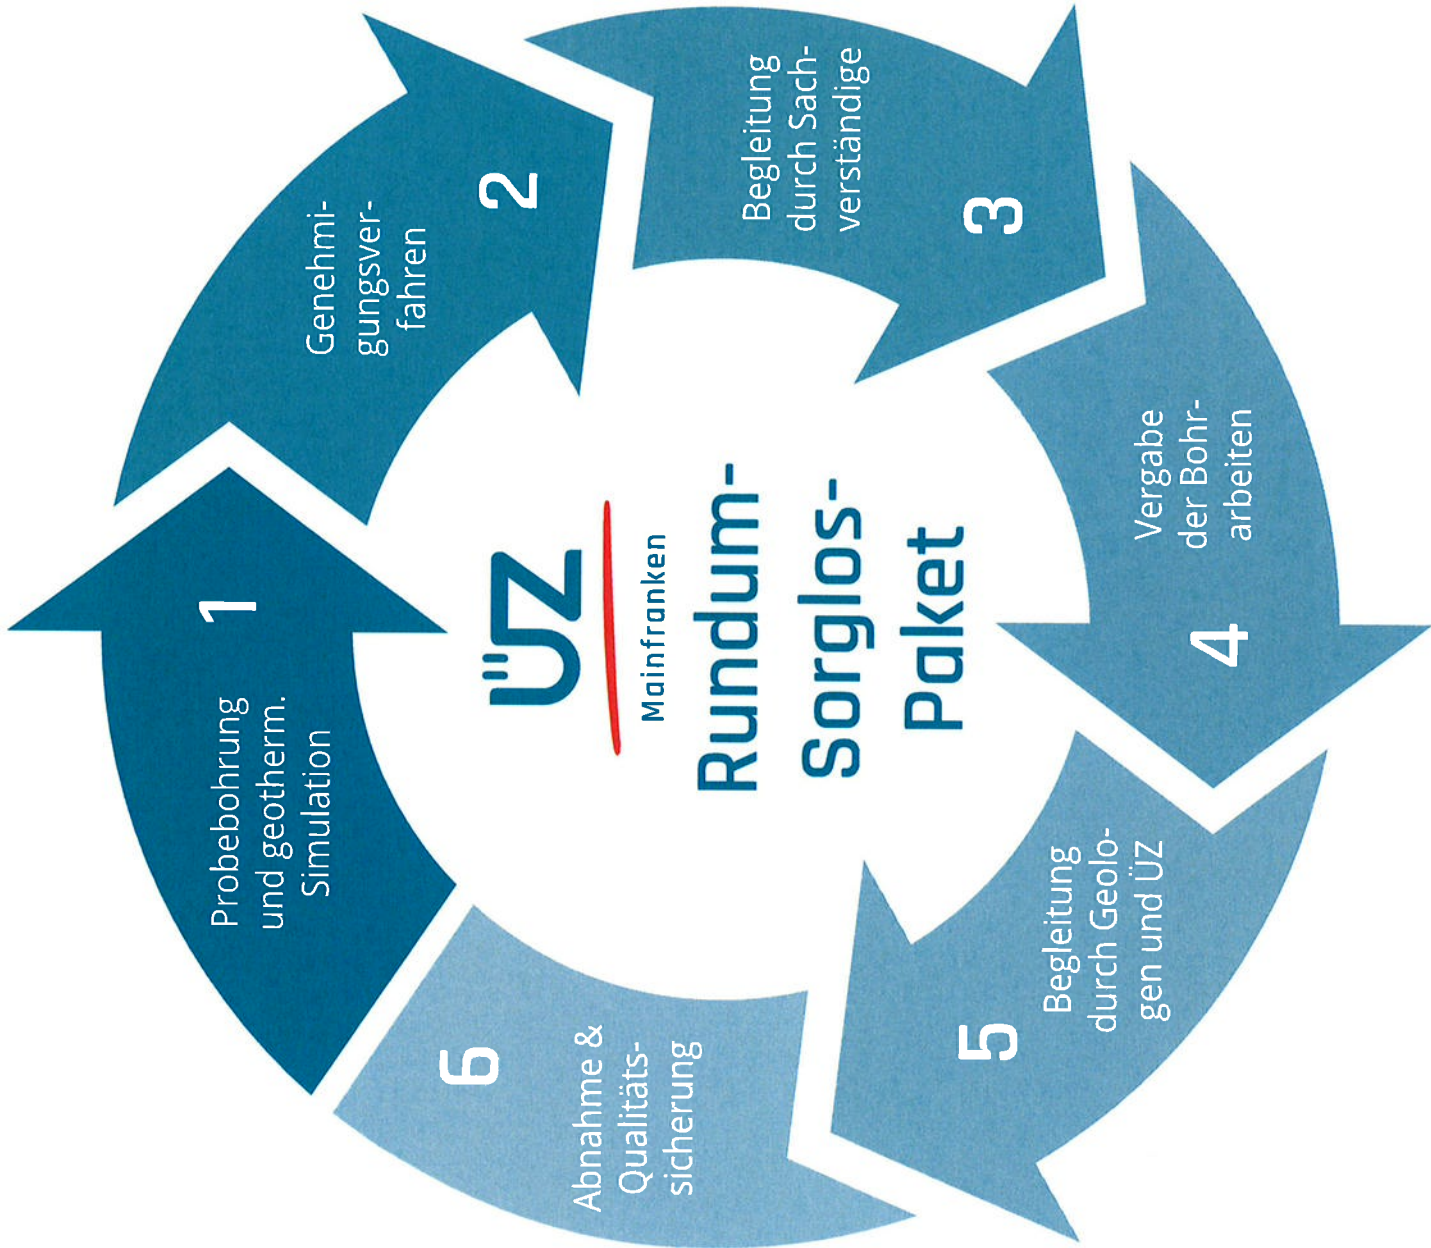 ÜZ
Mainfranken
Rundum-
Sorglos-
Paket
1
Probebohrung
und geotherm.
Simulation
2
Genehmi-
gungsver-
fahren
3
Begleitung
durch Sach-
verständige
4
Vergabe
der Bohr-
arbeiten
5
Begleitung
durch Geolo-
gen und ÜZ
6
Abnahme &
Qualitäts-
sicherung